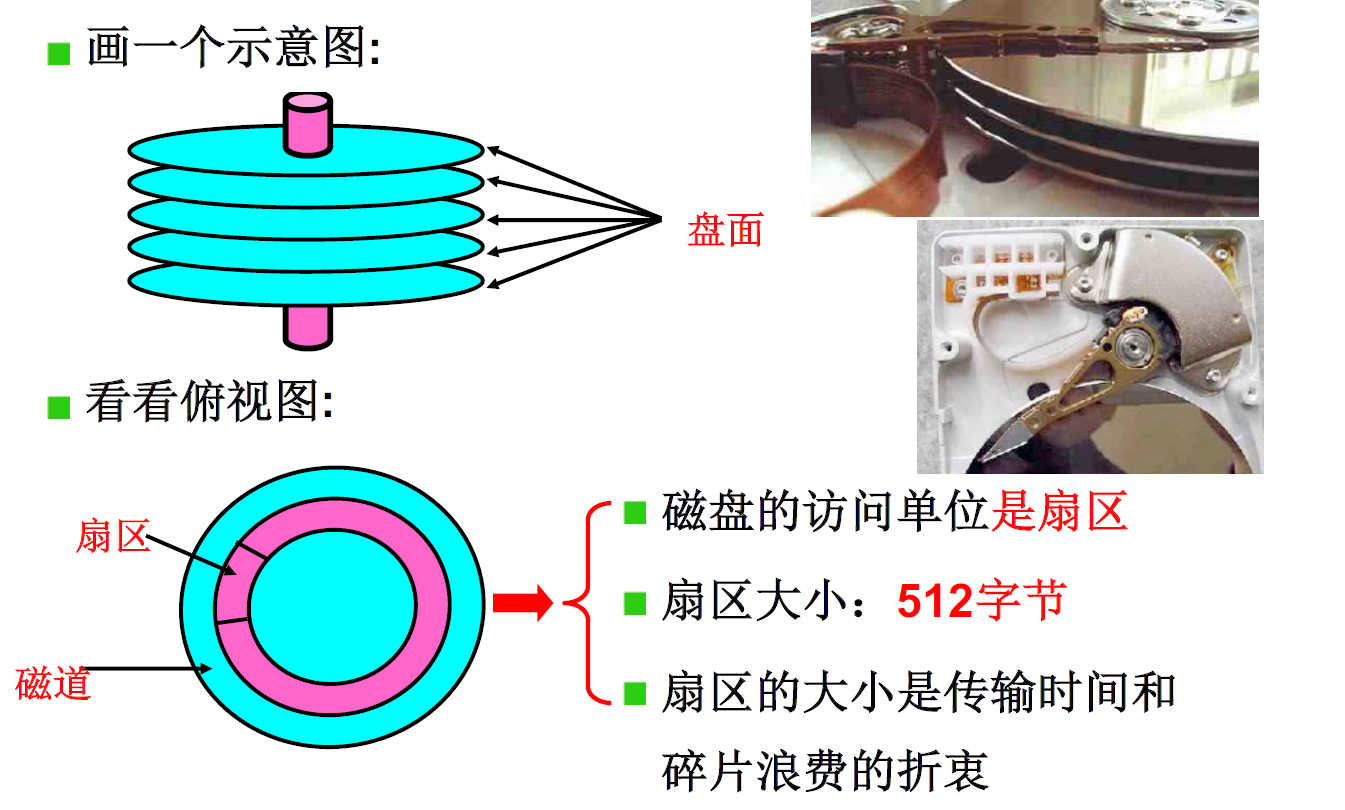 画一个示意图:
盘面
看看俯视图:
扇区
磁道
磁盘的访问单位是扇区
扇区大小：512字节
扇区的大小是传输时间和
碎片浪费的折衷